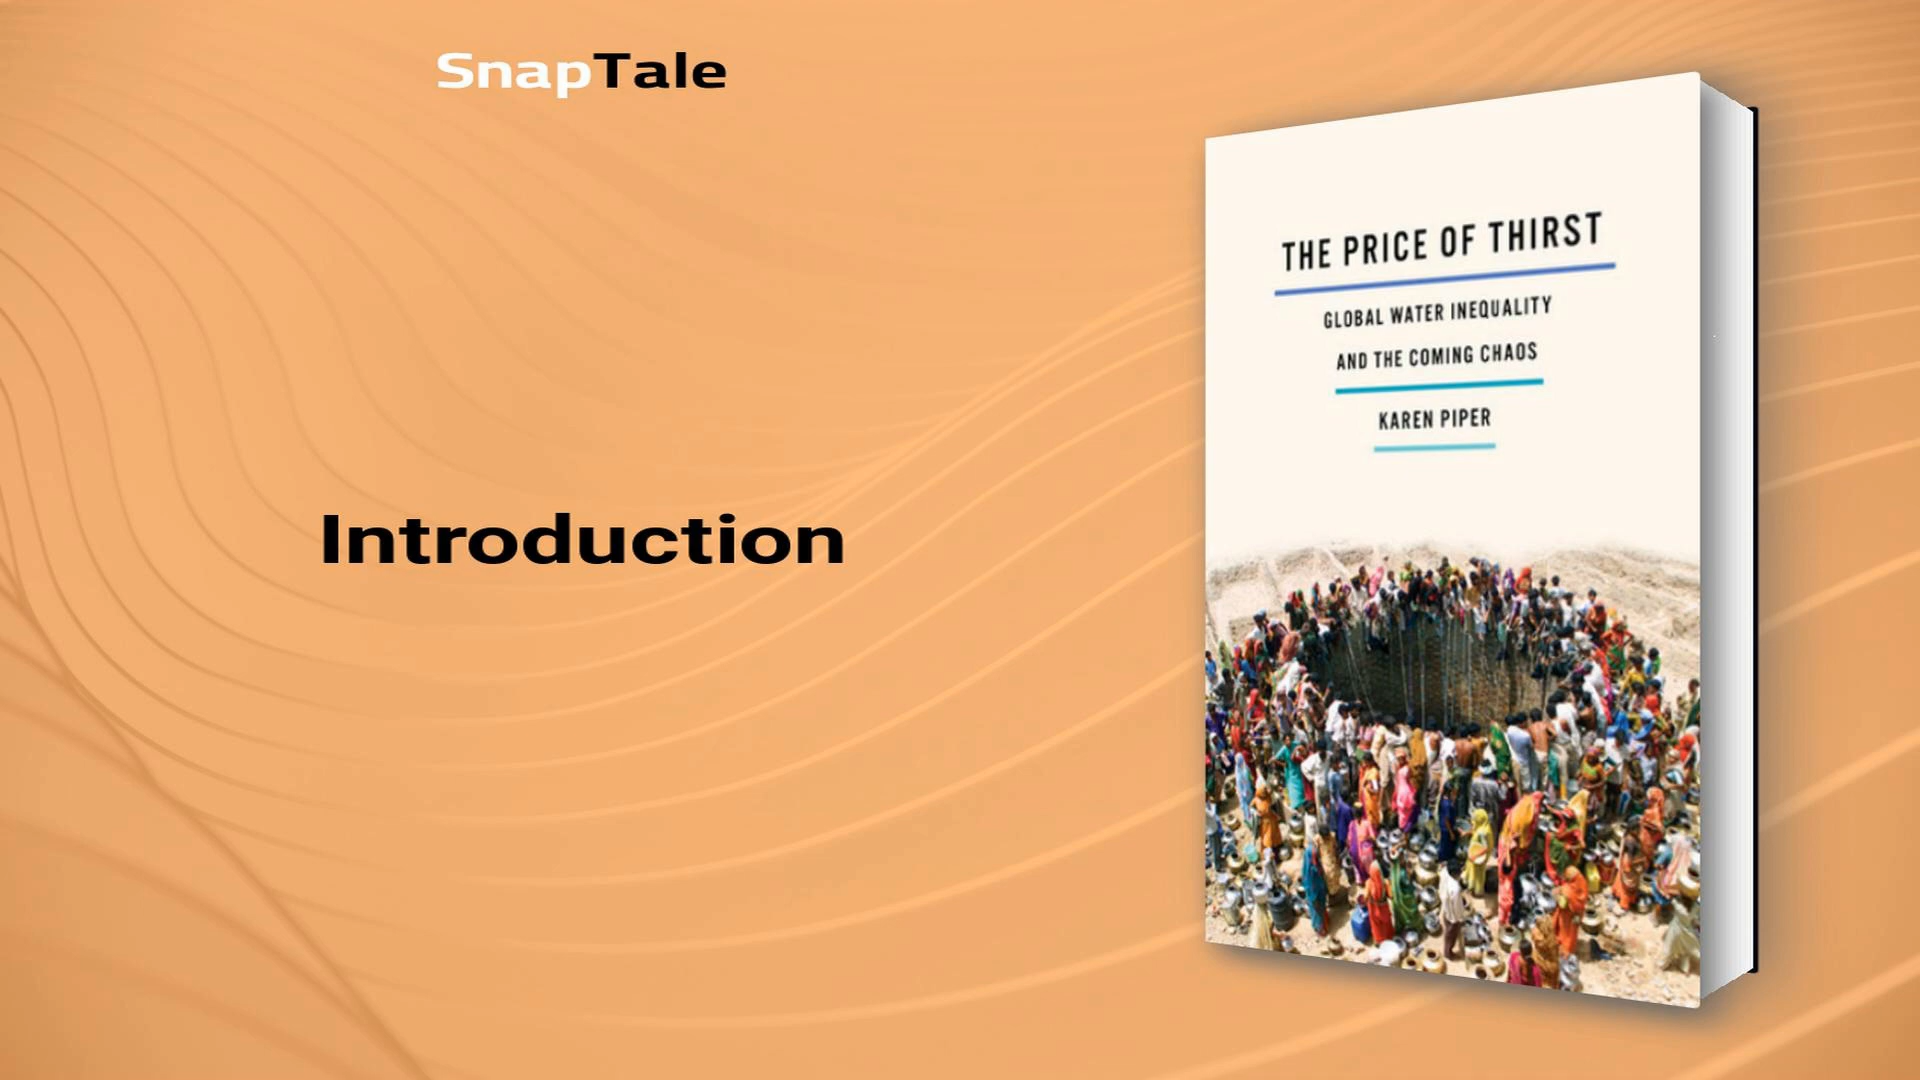 SnapTale
Introduction
THE PRICE OF THIRST
GLOBAL WATER INEQUALITY
AND THE COMING CHAOS
KAREN PIPER